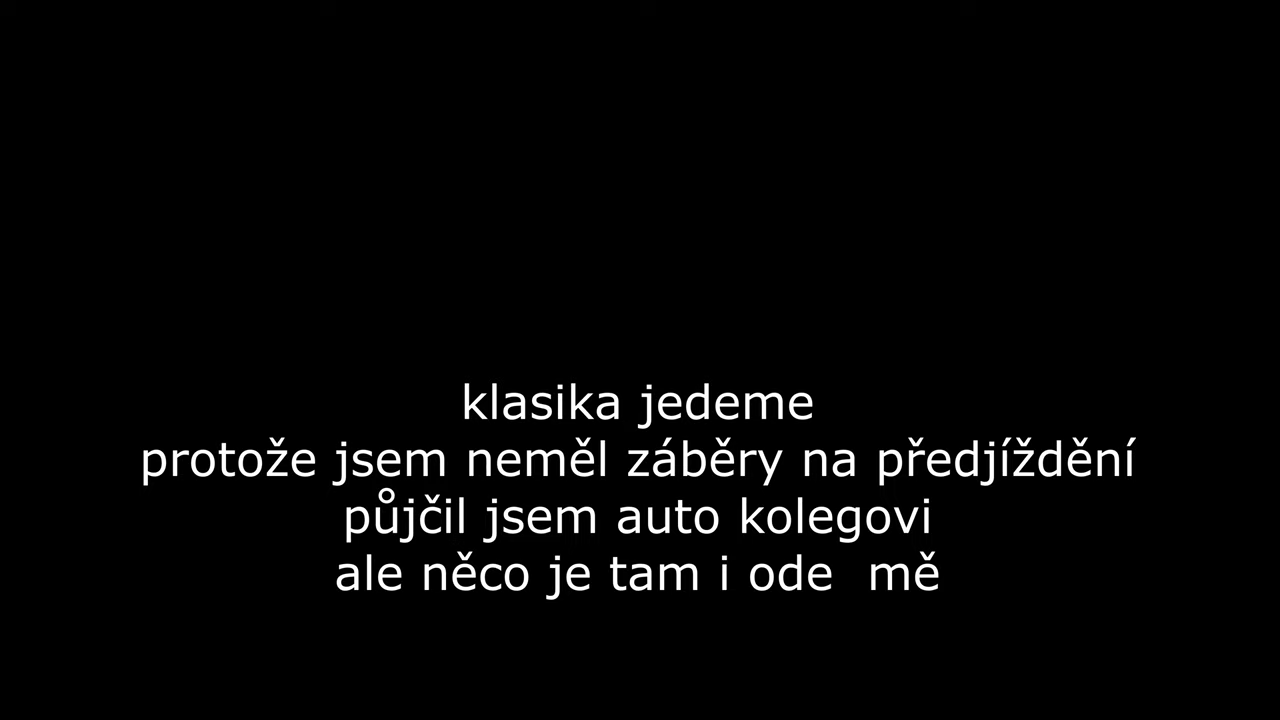 klasika jedeme
protože jsem neměl záběry na předjíždění
půjčil jsem auto kolegovi
ale něco je tam i ode  mě